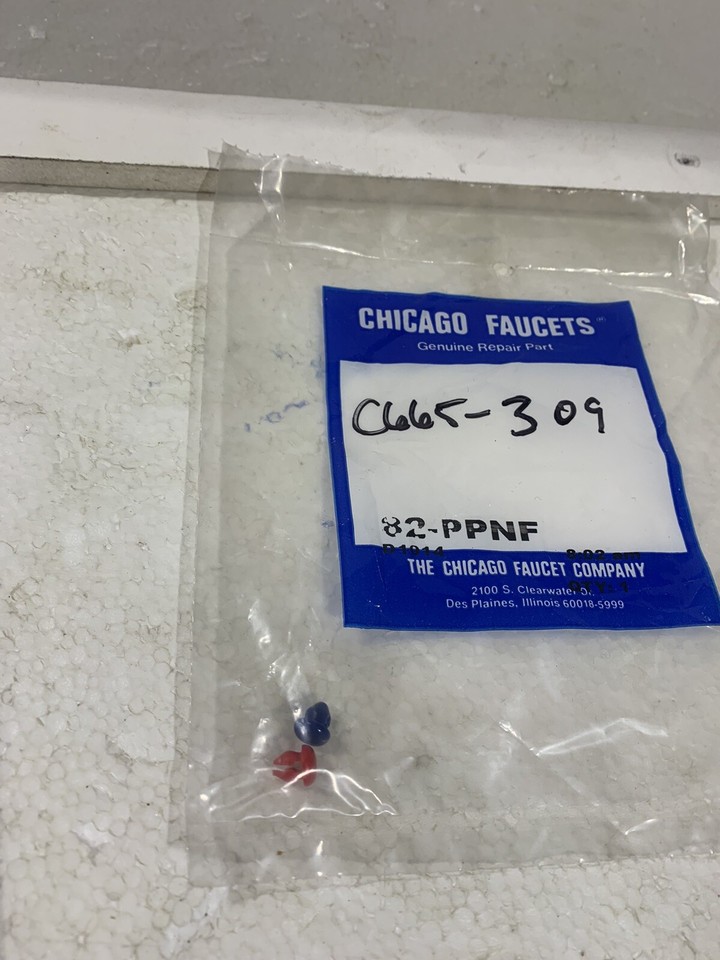 CHICAGO FAUCETS
Genuine Repair Part
C665-309
82-PPNF
THE CHICAGO FAUCET COMPANY
2100 S. Clearwater Dr.
Des Plaines, Illinois 60018-5999